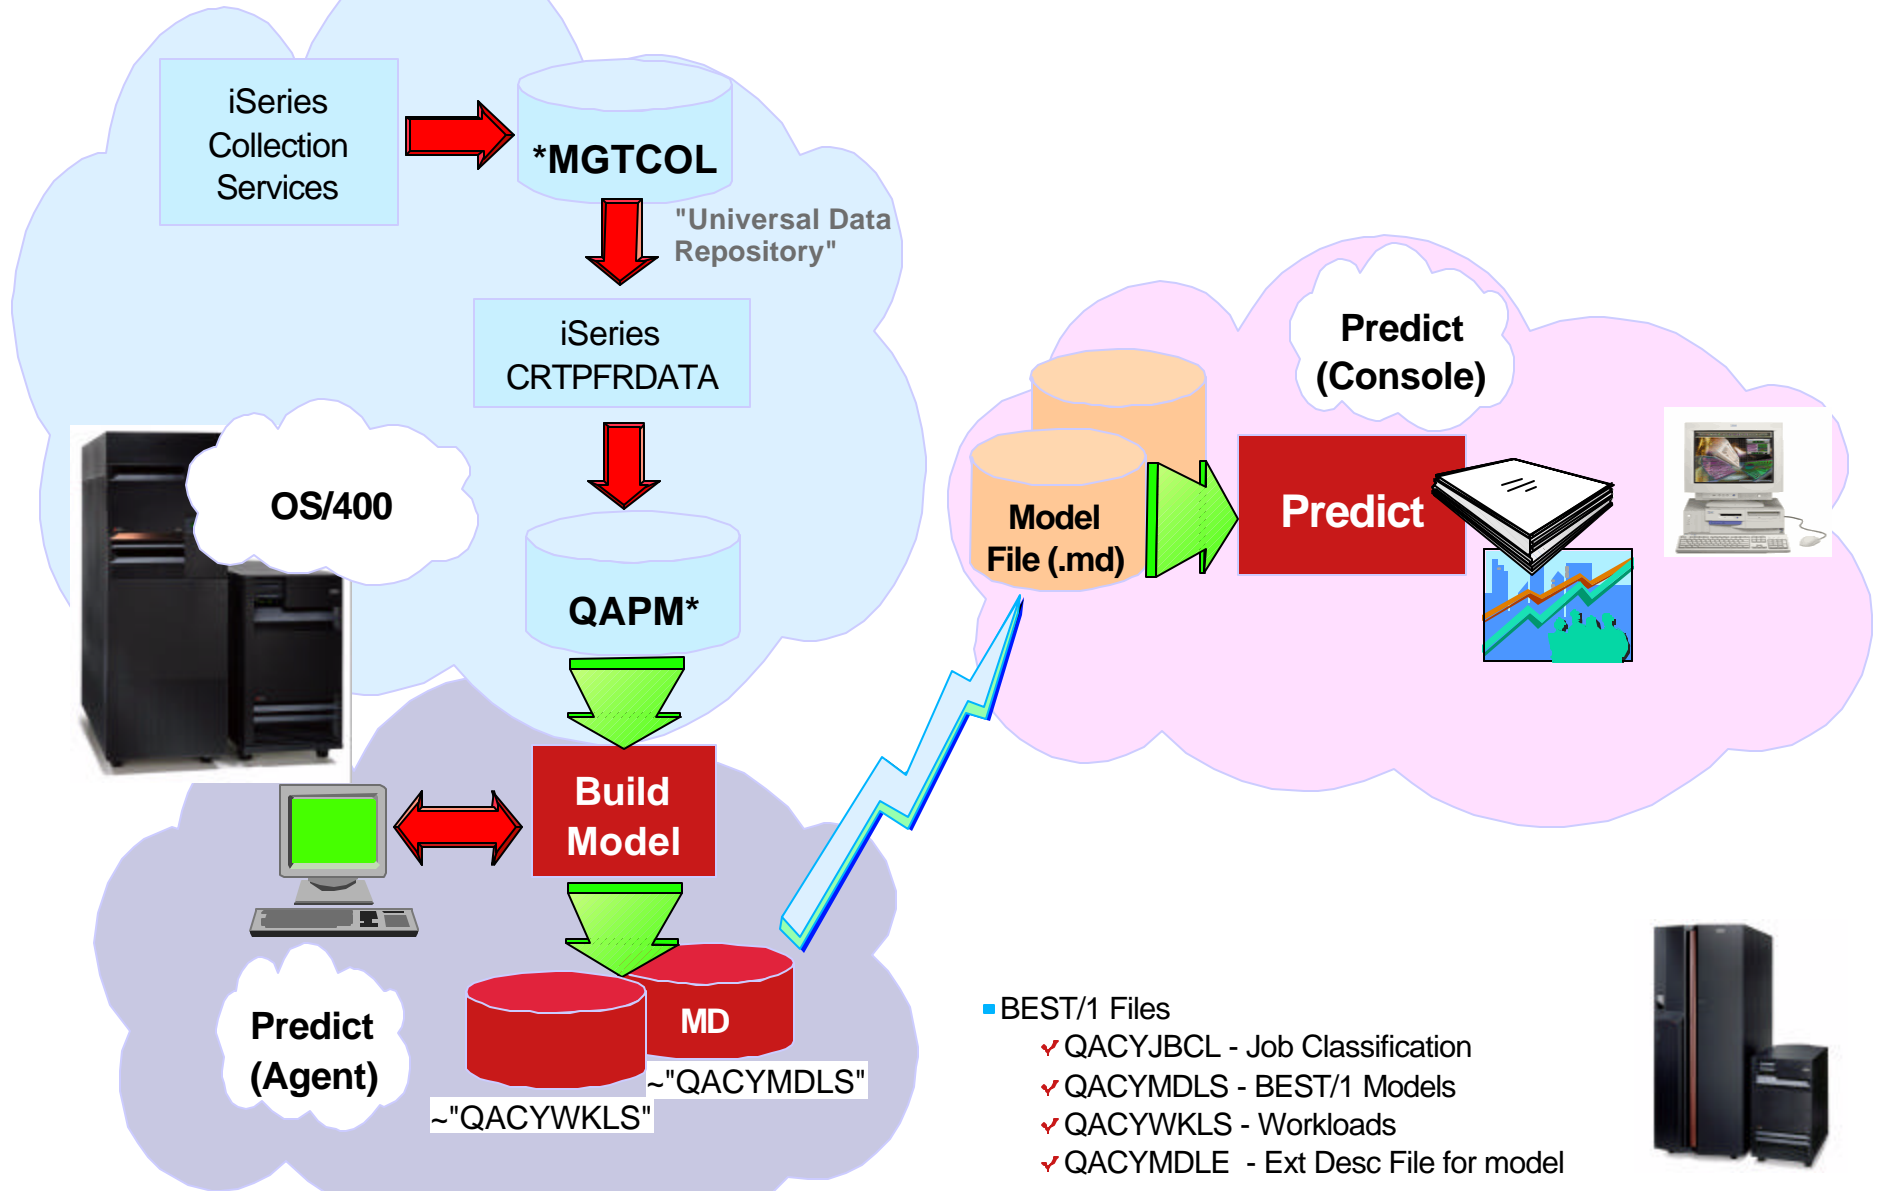 iSeries
Collection
Services
*MGTCOL
"Universal Data
Repository"
iSeries
CRTPFRDATA
OS/400
QAPM*
Build
Model
Predict
(Agent)
MD
~"QACYMDLS"
~"QACYWKLS"
Predict
(Console)
Model
File (.md)
Predict
BEST/1 Files
QACYJBCL - Job Classification
QACYMDLS - BEST/1 Models
QACYWKLS - Workloads
QACYMDLE - Ext Desc File for model